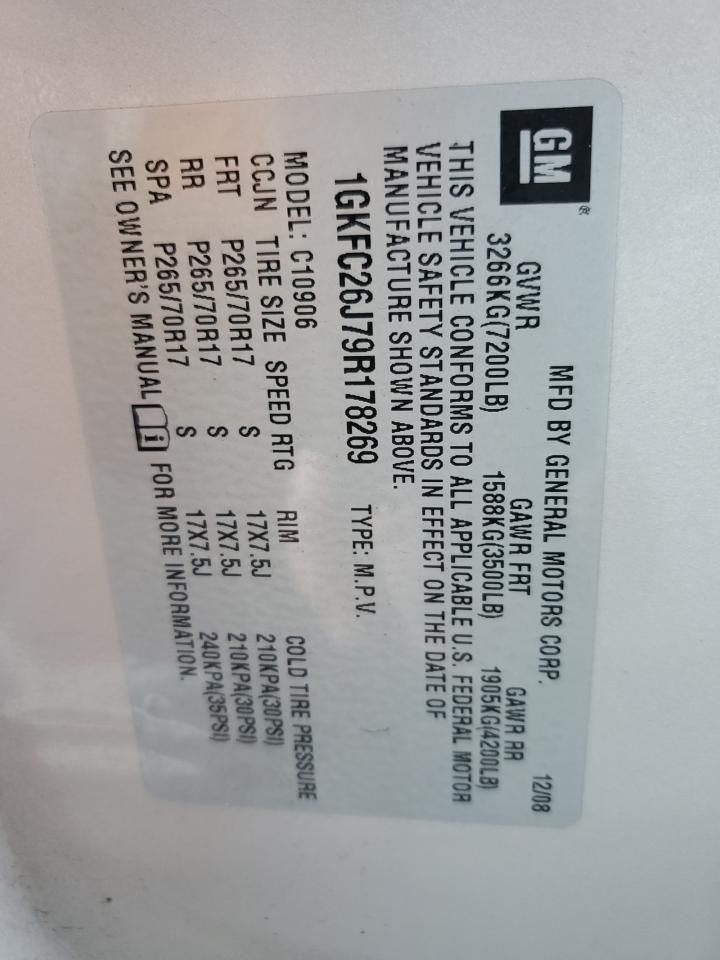 GM ®
MFD BY GENERAL MOTORS CORP. 12/08
GVWR GAWR FRT GAWR RR
3266KG(7200LB) 1588KG(3500LB) 1905KG(4200LB)
THIS VEHICLE CONFORMS TO ALL APPLICABLE U.S. FEDERAL MOTOR
VEHICLE SAFETY STANDARDS IN EFFECT ON THE DATE OF
MANUFACTURE SHOWN ABOVE.
1GKFC26J79R178269 TYPE: M.P.V.
MODEL: C10906
CCJN TIRE SIZE SPEED RTG RIM COLD TIRE PRESSURE
FRT P265/70R17 S 17X7.5J 210KPA(30PSI)
RR P265/70R17 S 17X7.5J 210KPA(30PSI)
SPA P265/70R17 S 17X7.5J 240KPA(35PSI)
SEE OWNER'S MANUAL i FOR MORE INFORMATION.